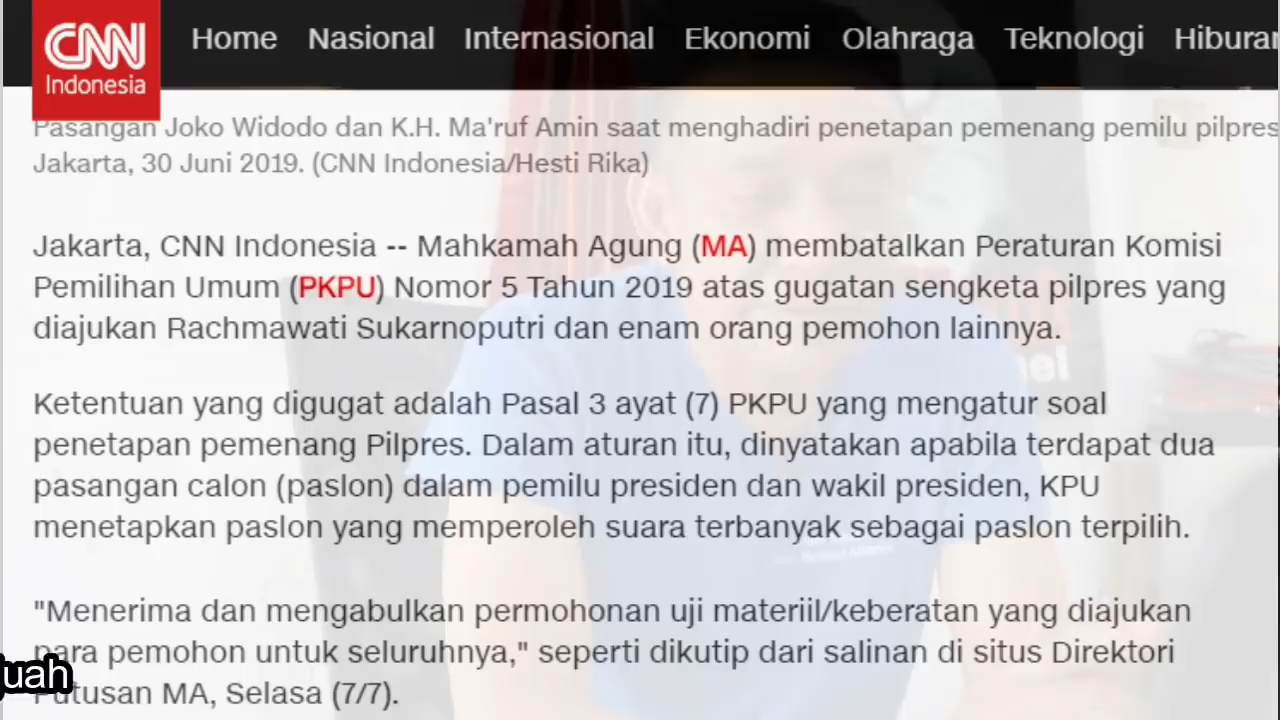 CNN
Indonesia
Home Nasional Internasional Ekonomi Olahraga Teknologi Hiburan
Pasangan Joko Widodo dan K.H. Ma'ruf Amin saat menghadiri penetapan pemenang pemilu pilpres
Jakarta, 30 Juni 2019. (CNN Indonesia/Hesti Rika)
Jakarta, CNN Indonesia -- Mahkamah Agung (MA) membatalkan Peraturan Komisi
Pemilihan Umum (PKPU) Nomor 5 Tahun 2019 atas gugatan sengketa pilpres yang
diajukan Rachmawati Sukarnoputri dan enam orang pemohon lainnya.
Ketentuan yang digugat adalah Pasal 3 ayat (7) PKPU yang mengatur soal
penetapan pemenang Pilpres. Dalam aturan itu, dinyatakan apabila terdapat dua
pasangan calon (paslon) dalam pemilu presiden dan wakil presiden, KPU
menetapkan paslon yang memperoleh suara terbanyak sebagai paslon terpilih.
"Menerima dan mengabulkan permohonan uji materiil/keberatan yang diajukan
para pemohon untuk seluruhnya," seperti dikutip dari salinan di situs Direktori
Putusan MA, Selasa (7/7).
uah